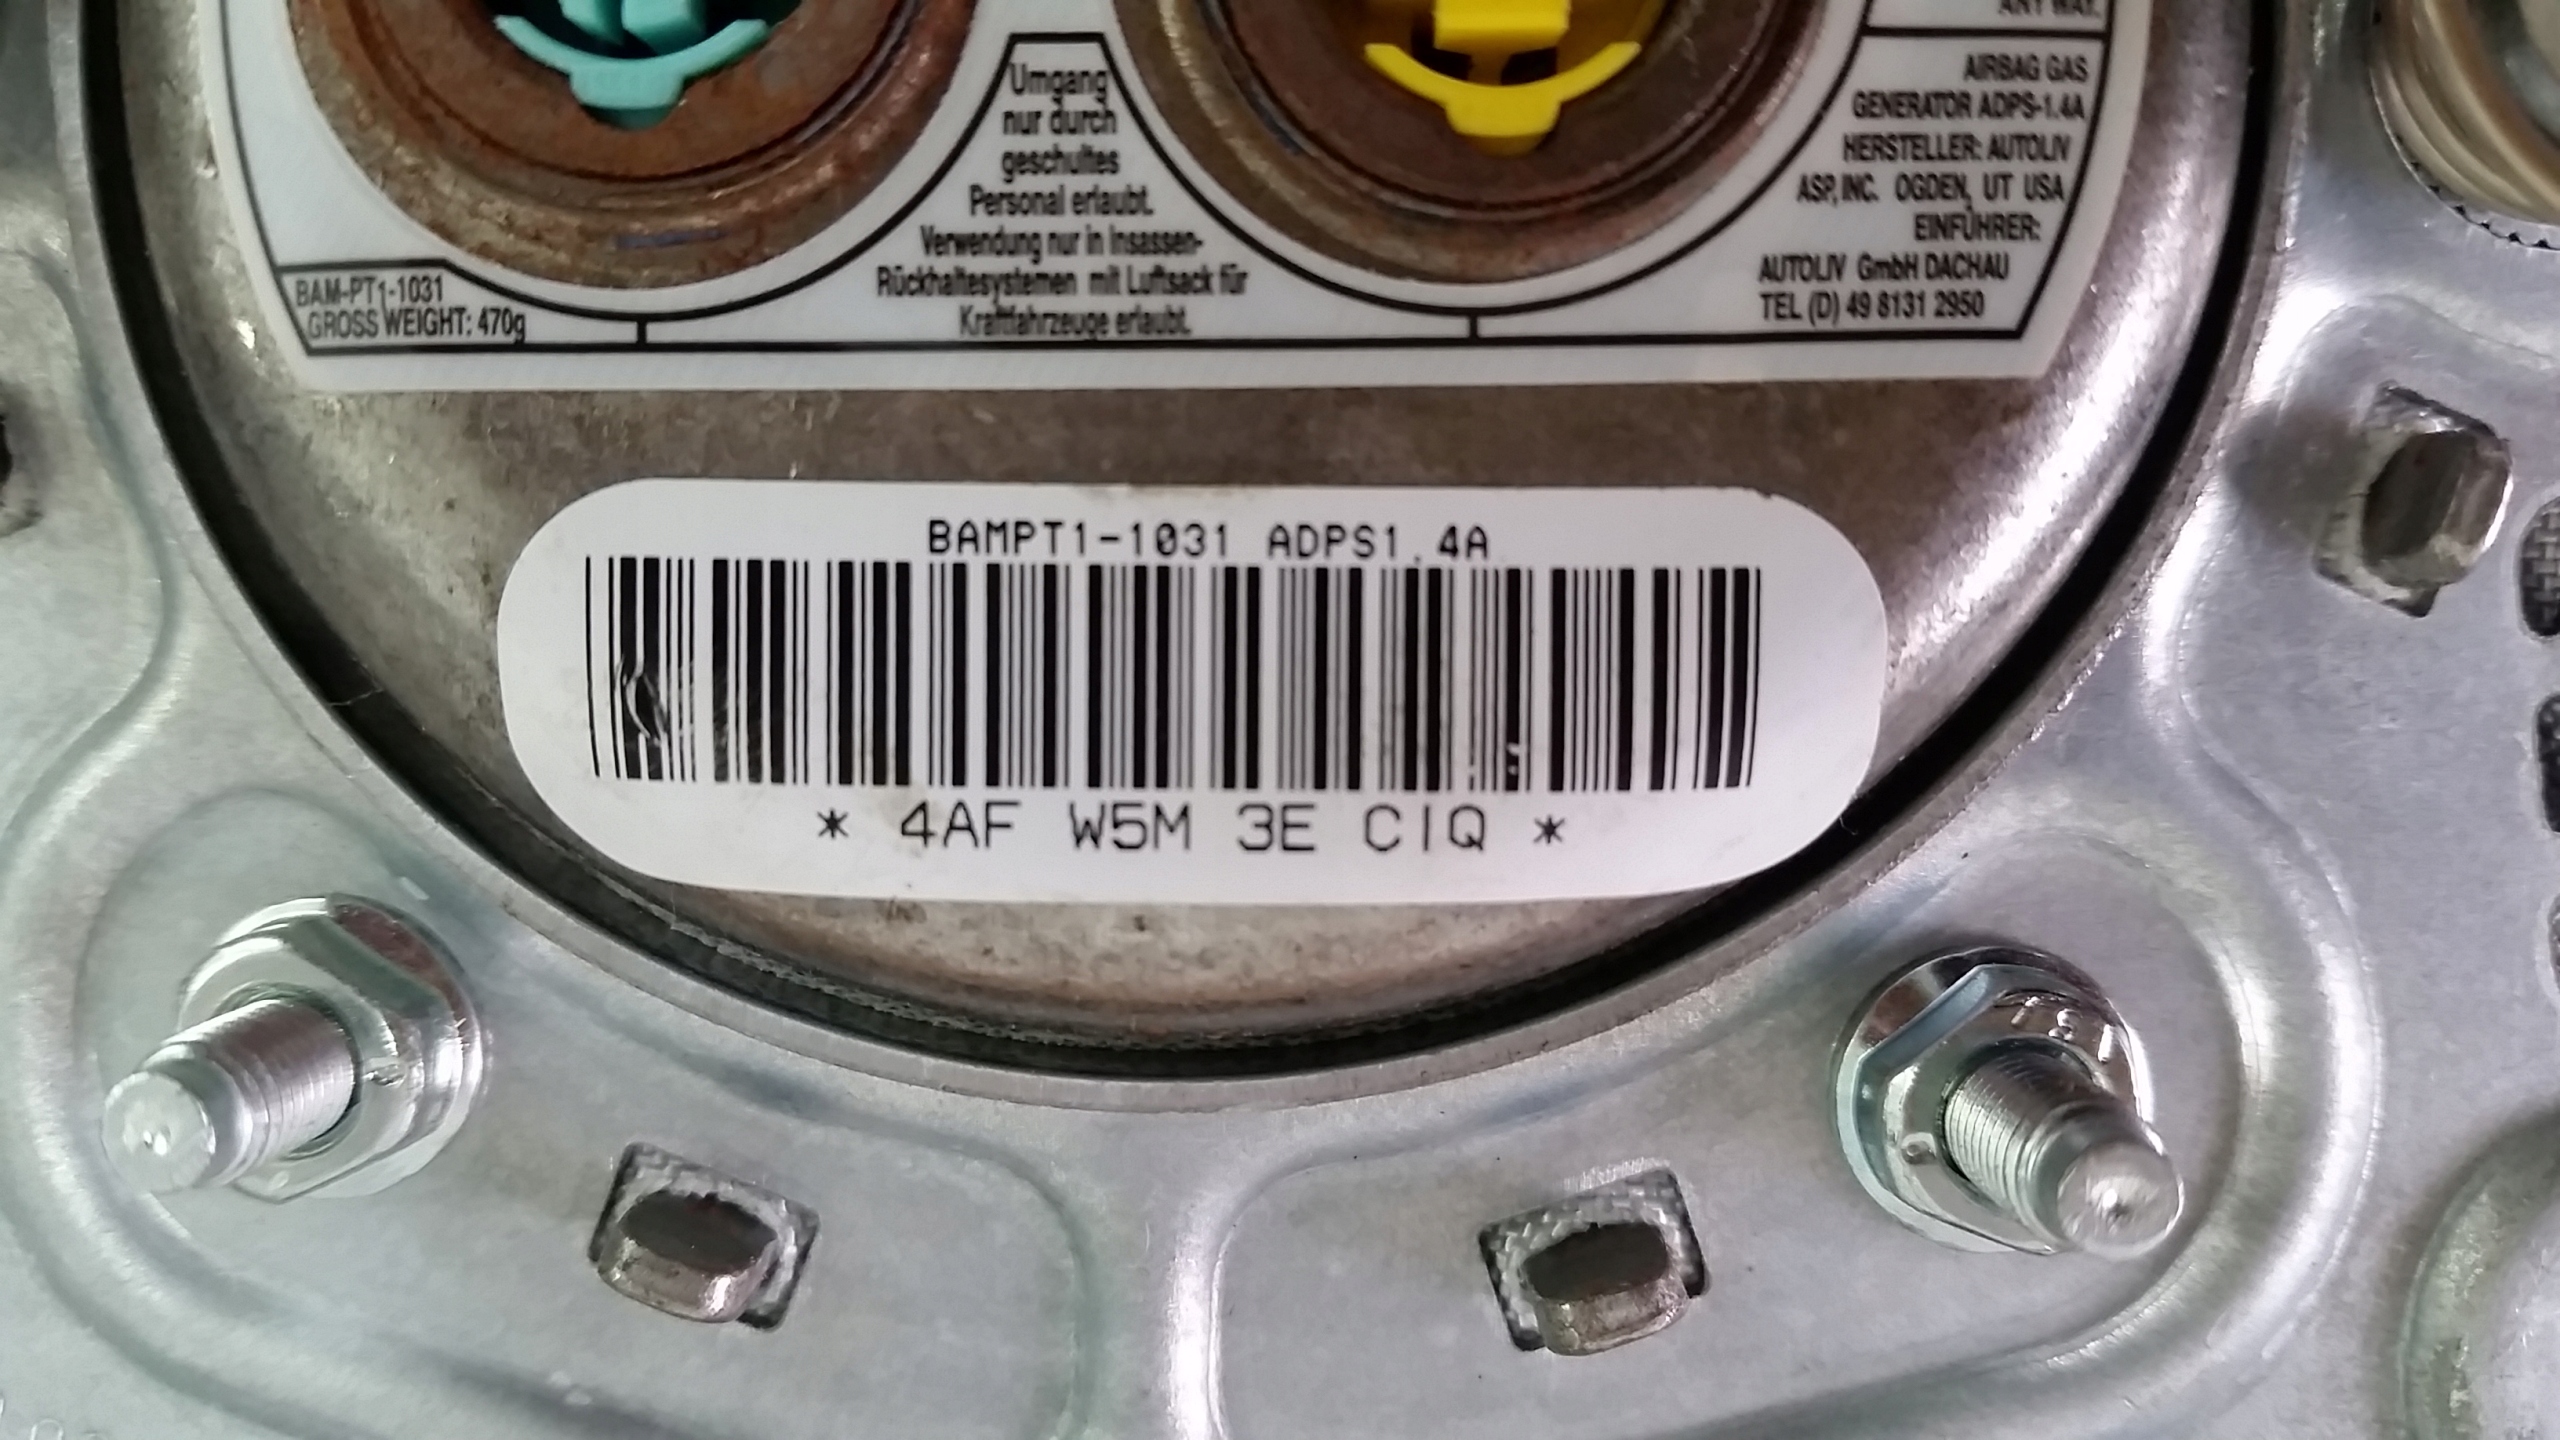 ANY WAY.
AIRBAG GAS
GENERATOR ADPS-1.4A
HERSTELLER: AUTOLIV
ASP, INC. OGDEN, UT USA
EINFÜHRER:
AUTOLIV GmbH DACHAU
TEL (D) 49 8131 2950
Umgang
nur durch
geschultes
Personal erlaubt.
Verwendung nur in Insassen-
Rückhaltesystemen mit Luftsack für
Kraftfahrzeuge erlaubt.
BAM-PT1-1031
GROSS WEIGHT: 470g
BAMPT1-1031 ADPS1.4A
* 4AF W5M 3E C1Q *